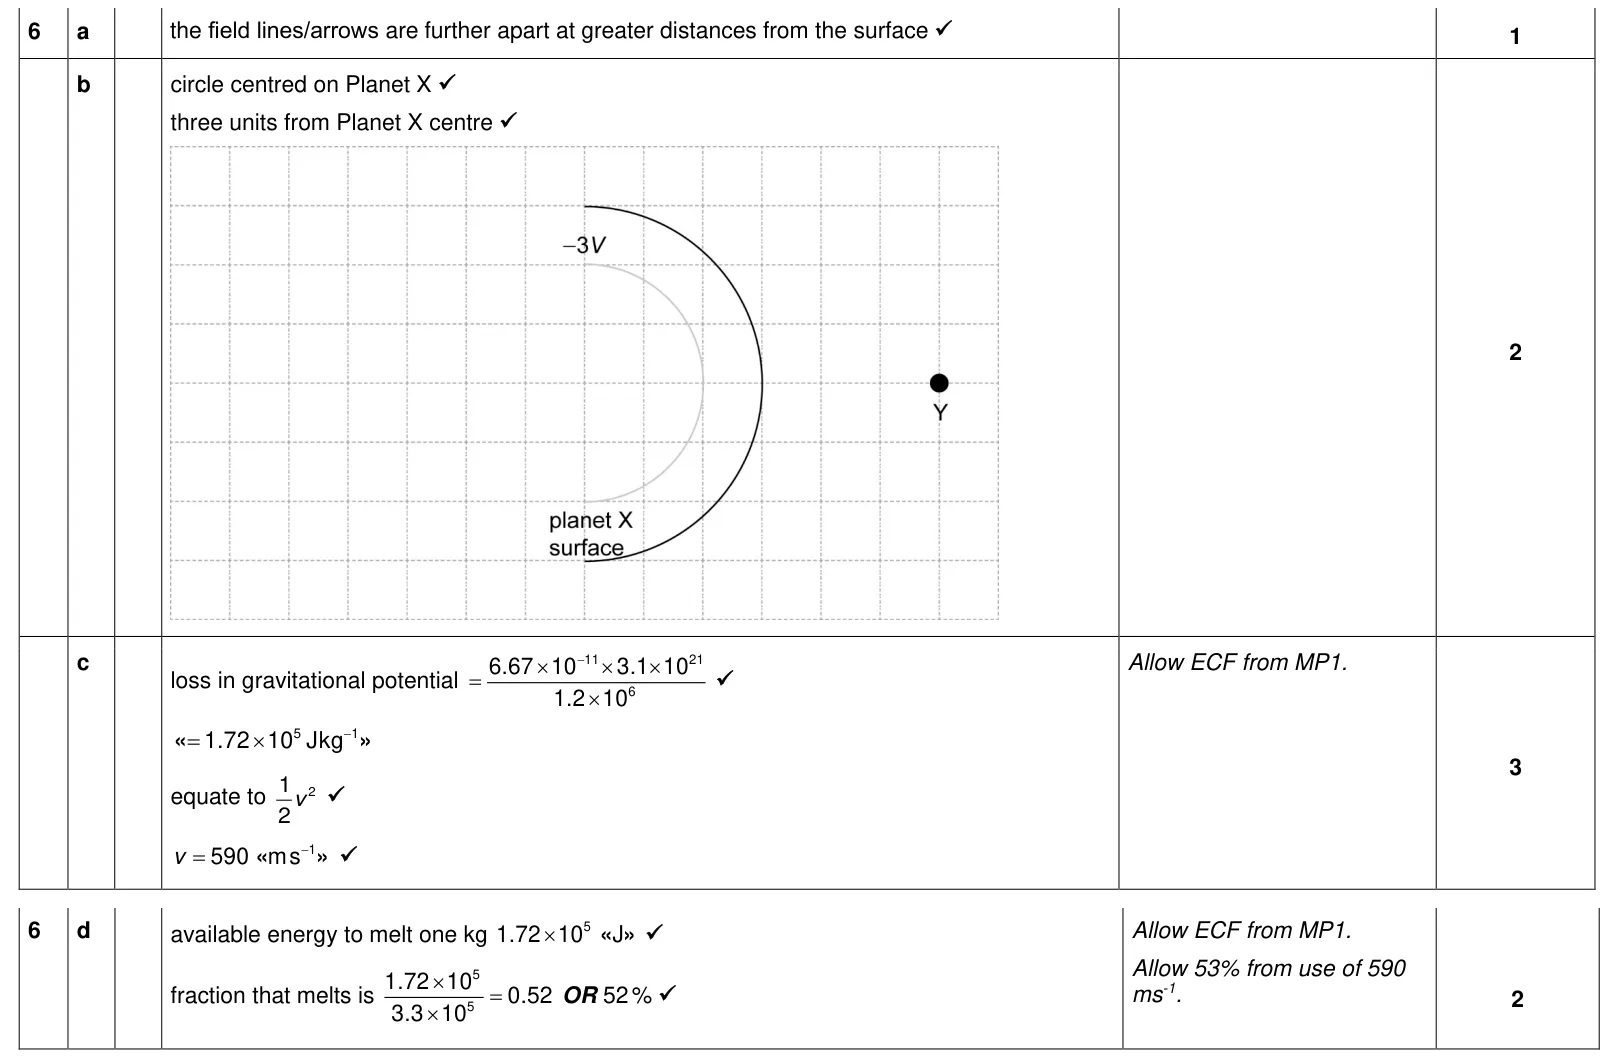 6 a the field lines/arrows are further apart at greater distances from the surface ✓ 1
b circle centred on Planet X ✓
three units from Planet X centre ✓
−3V
Y
planet X
surface
2
c loss in gravitational potential = (6.67×10⁻¹¹×3.1×10²¹)/(1.2×10⁶) ✓ Allow ECF from MP1.
«=1.72×10⁵ Jkg⁻¹»
equate to 1/2 v² ✓
v = 590 «ms⁻¹» ✓
3
6 d available energy to melt one kg 1.72×10⁵ «J» ✓ Allow ECF from MP1.
fraction that melts is (1.72×10⁵)/(3.3×10⁵) = 0.52 OR 52% ✓ Allow 53% from use of 590
ms⁻¹.
2